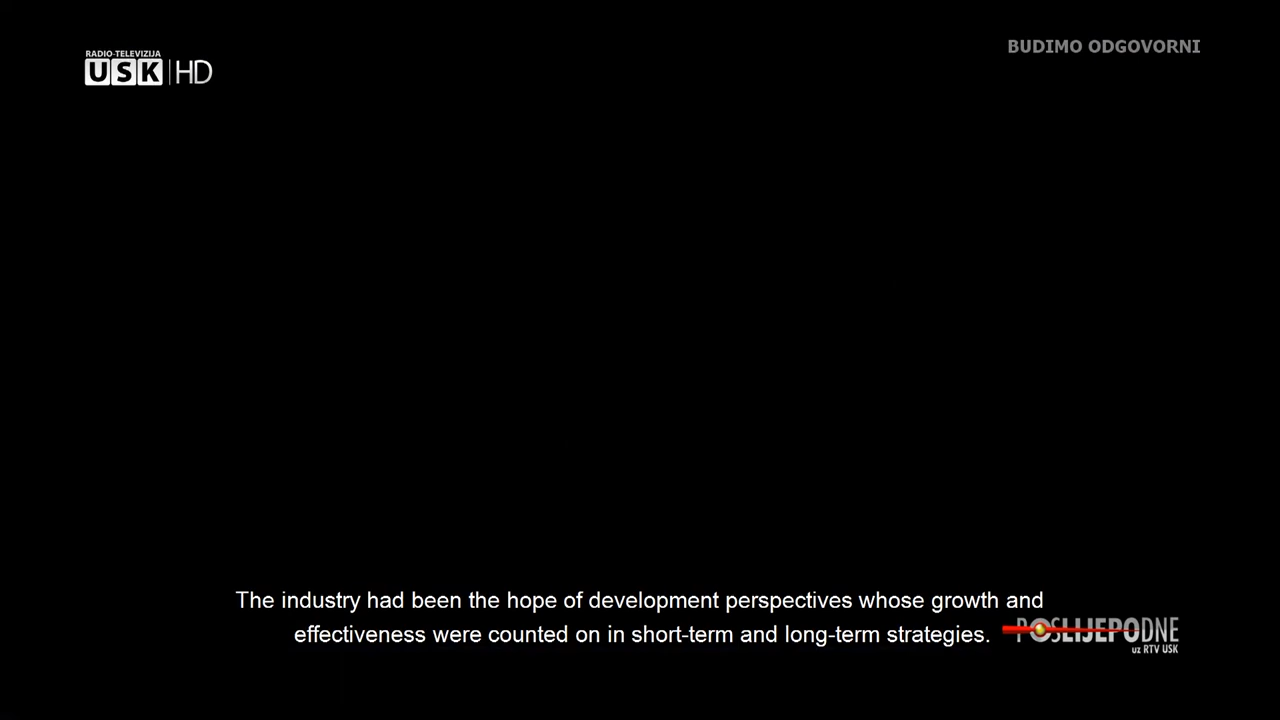 RADIO-TELEVIZIJA
USK HD
BUDIMO ODGOVORNI
The industry had been the hope of development perspectives whose growth and
effectiveness were counted on in short-term and long-term strategies.
POSLIJEPODNE
UZ RTV USK